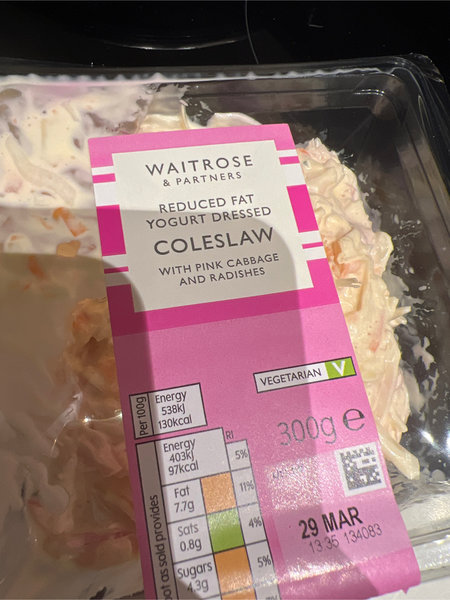 WAITROSE
& PARTNERS
REDUCED FAT
YOGURT DRESSED
COLESLAW
WITH PINK CABBAGE
AND RADISHES
VEGETARIAN V
Per 100g
Energy
538kJ
130kcal
300g e
ot as sold provides
RI
Energy
403kJ
97kcal
5%
Fat
7.7g
11%
Sats
0.8g
4%
Sugars
4.3g
5%
29 MAR
13:35 134083